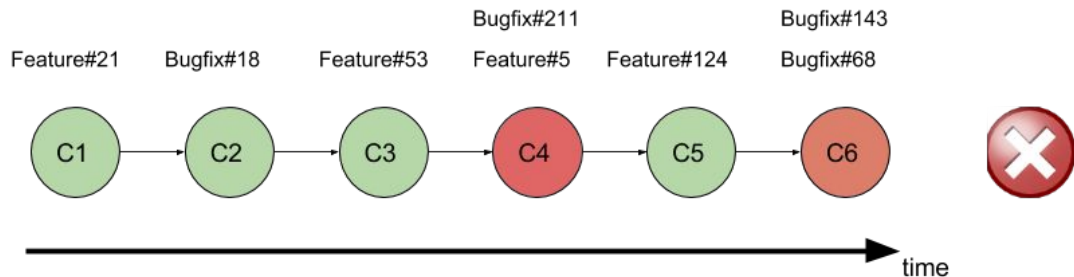 Bugfix#211
Bugfix#143
Feature#21
Bugfix#18
Feature#53
Feature#5
Feature#124
Bugfix#68
C1
C2
C3
C4
C5
C6
time